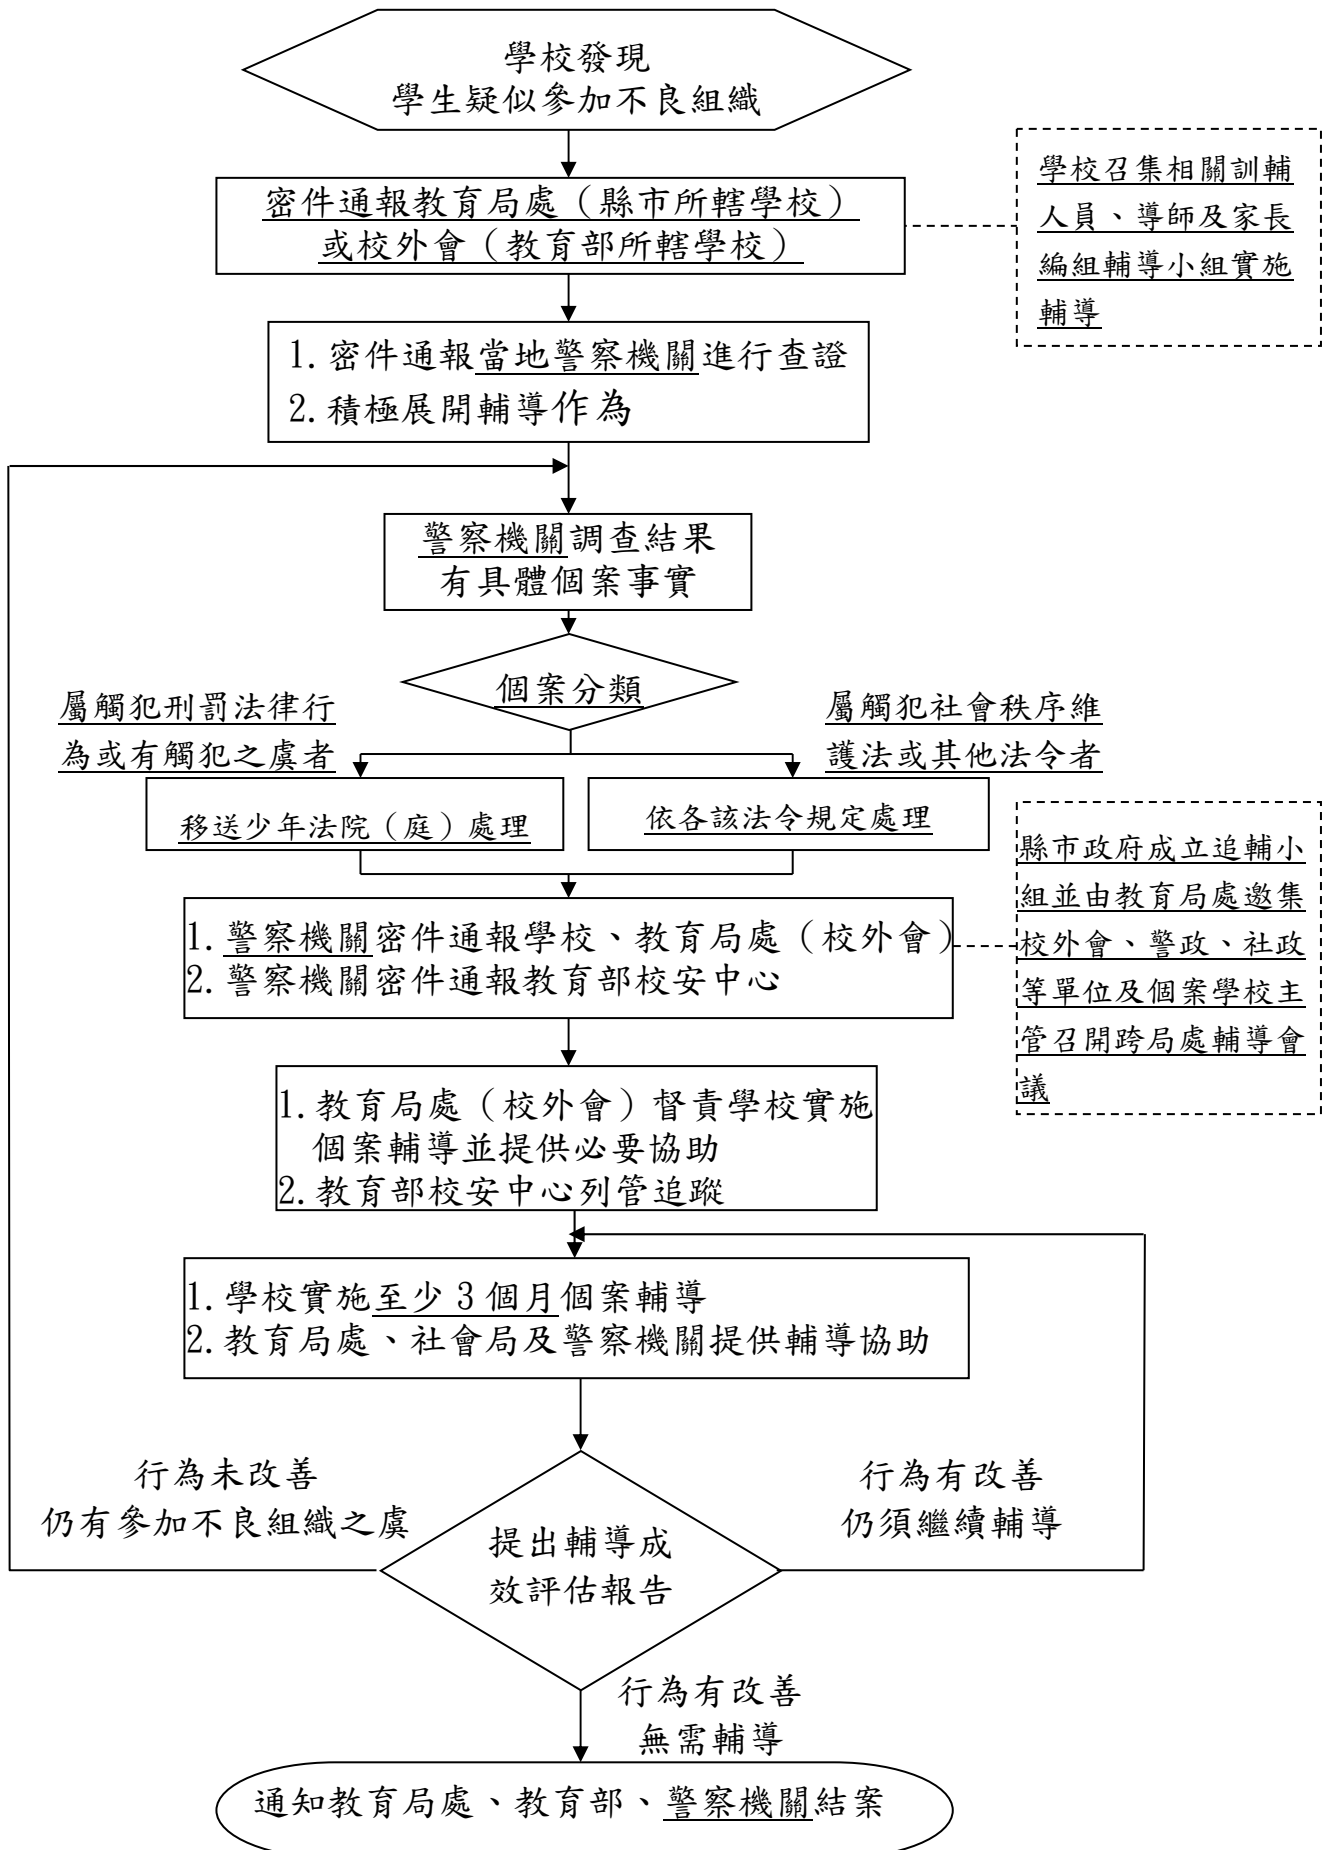 學校發現
學生疑似參加不良組織
密件通報教育局處（縣市所轄學校）
或校外會（教育部所轄學校）
學校召集相關訓輔
人員、導師及家長
編組輔導小組實施
輔導
1. 密件通報當地警察機關進行查證
2. 積極展開輔導作為
警察機關調查結果
有具體個案事實
個案分類
屬觸犯刑罰法律行
為或有觸犯之虞者
屬觸犯社會秩序維
護法或其他法令者
移送少年法院（庭）處理
依各該法令規定處理
1. 警察機關密件通報學校、教育局處（校外會）
2. 警察機關密件通報教育部校安中心
縣市政府成立追輔小
組並由教育局處邀集
校外會、警政、社政
等單位及個案學校主
管召開跨局處輔導會
議
1. 教育局處（校外會）督責學校實施
個案輔導並提供必要協助
2. 教育部校安中心列管追蹤
1. 學校實施至少 3 個月個案輔導
2. 教育局處、社會局及警察機關提供輔導協助
行為未改善
仍有參加不良組織之虞
行為有改善
仍須繼續輔導
提出輔導成
效評估報告
行為有改善
無需輔導
通知教育局處、教育部、警察機關結案